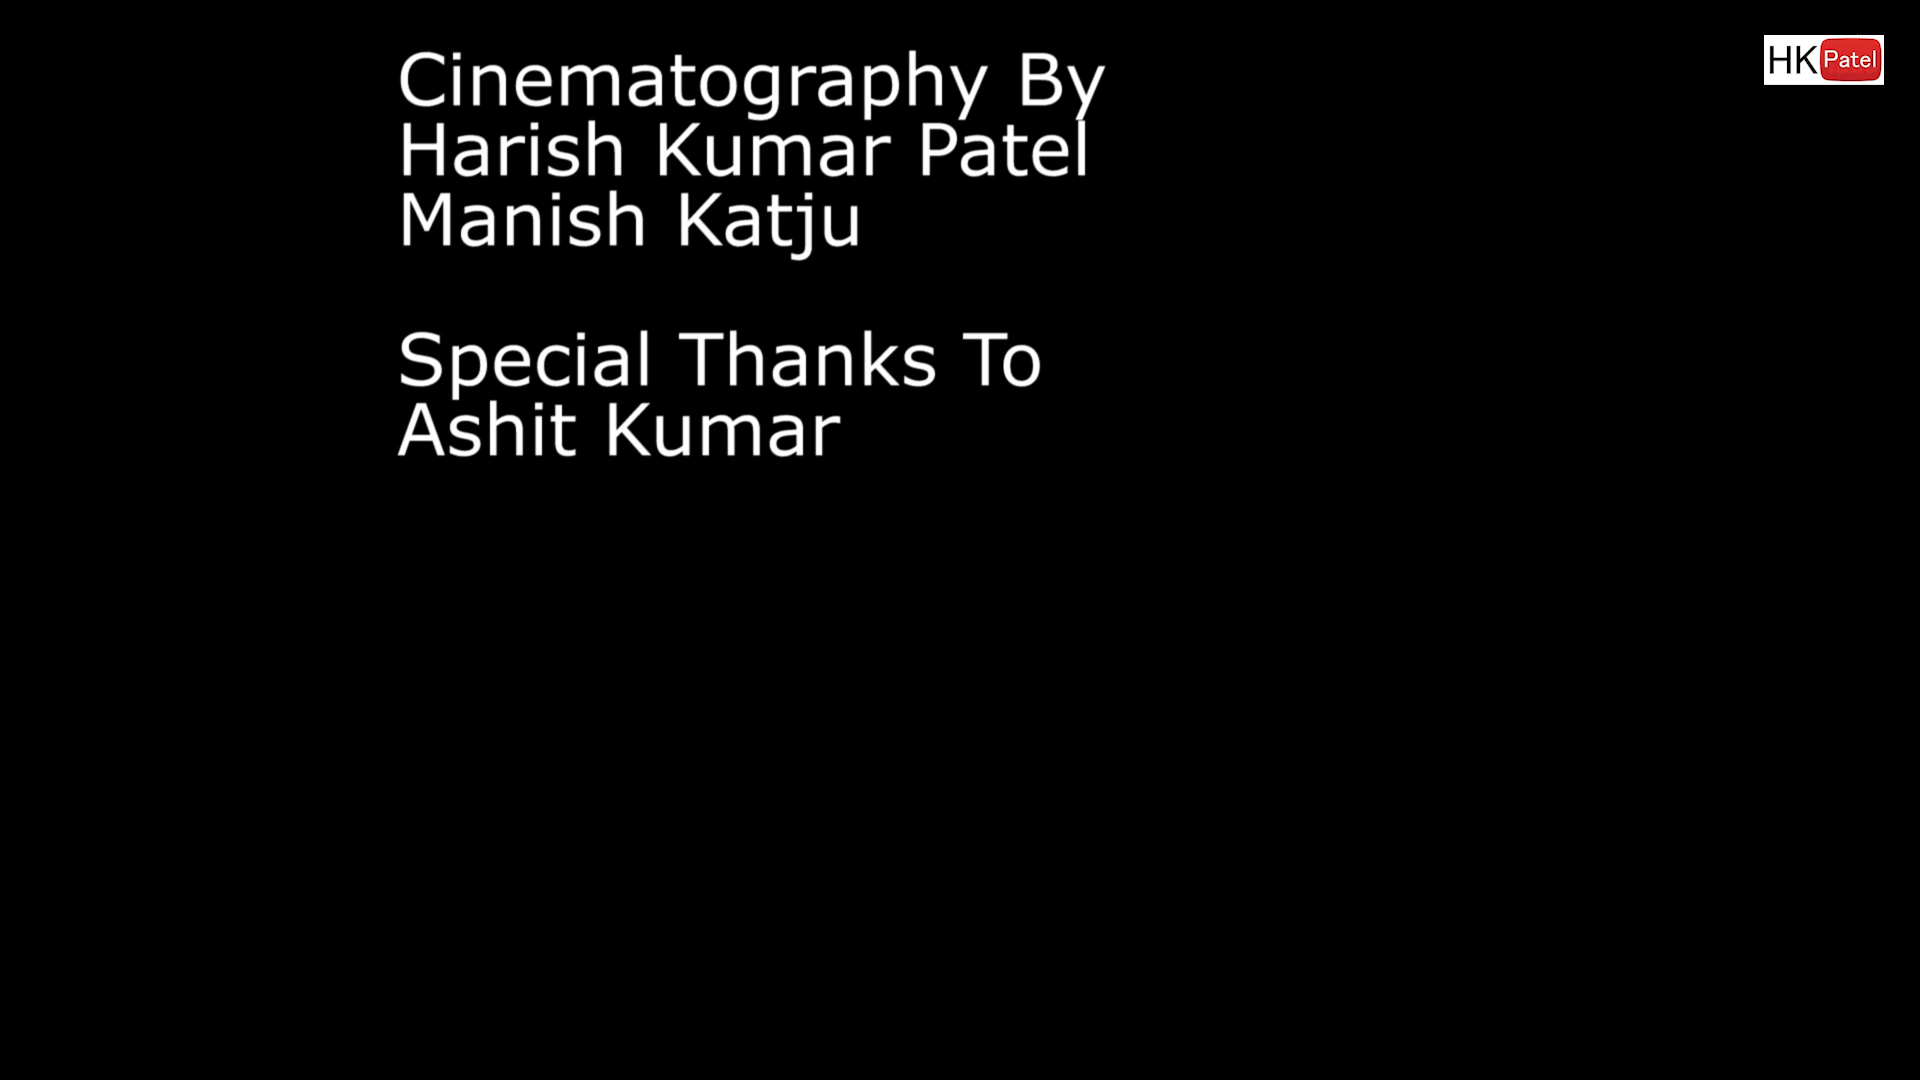 Cinematography By
Harish Kumar Patel
Manish Katju
Special Thanks To
Ashit Kumar
HK Patel